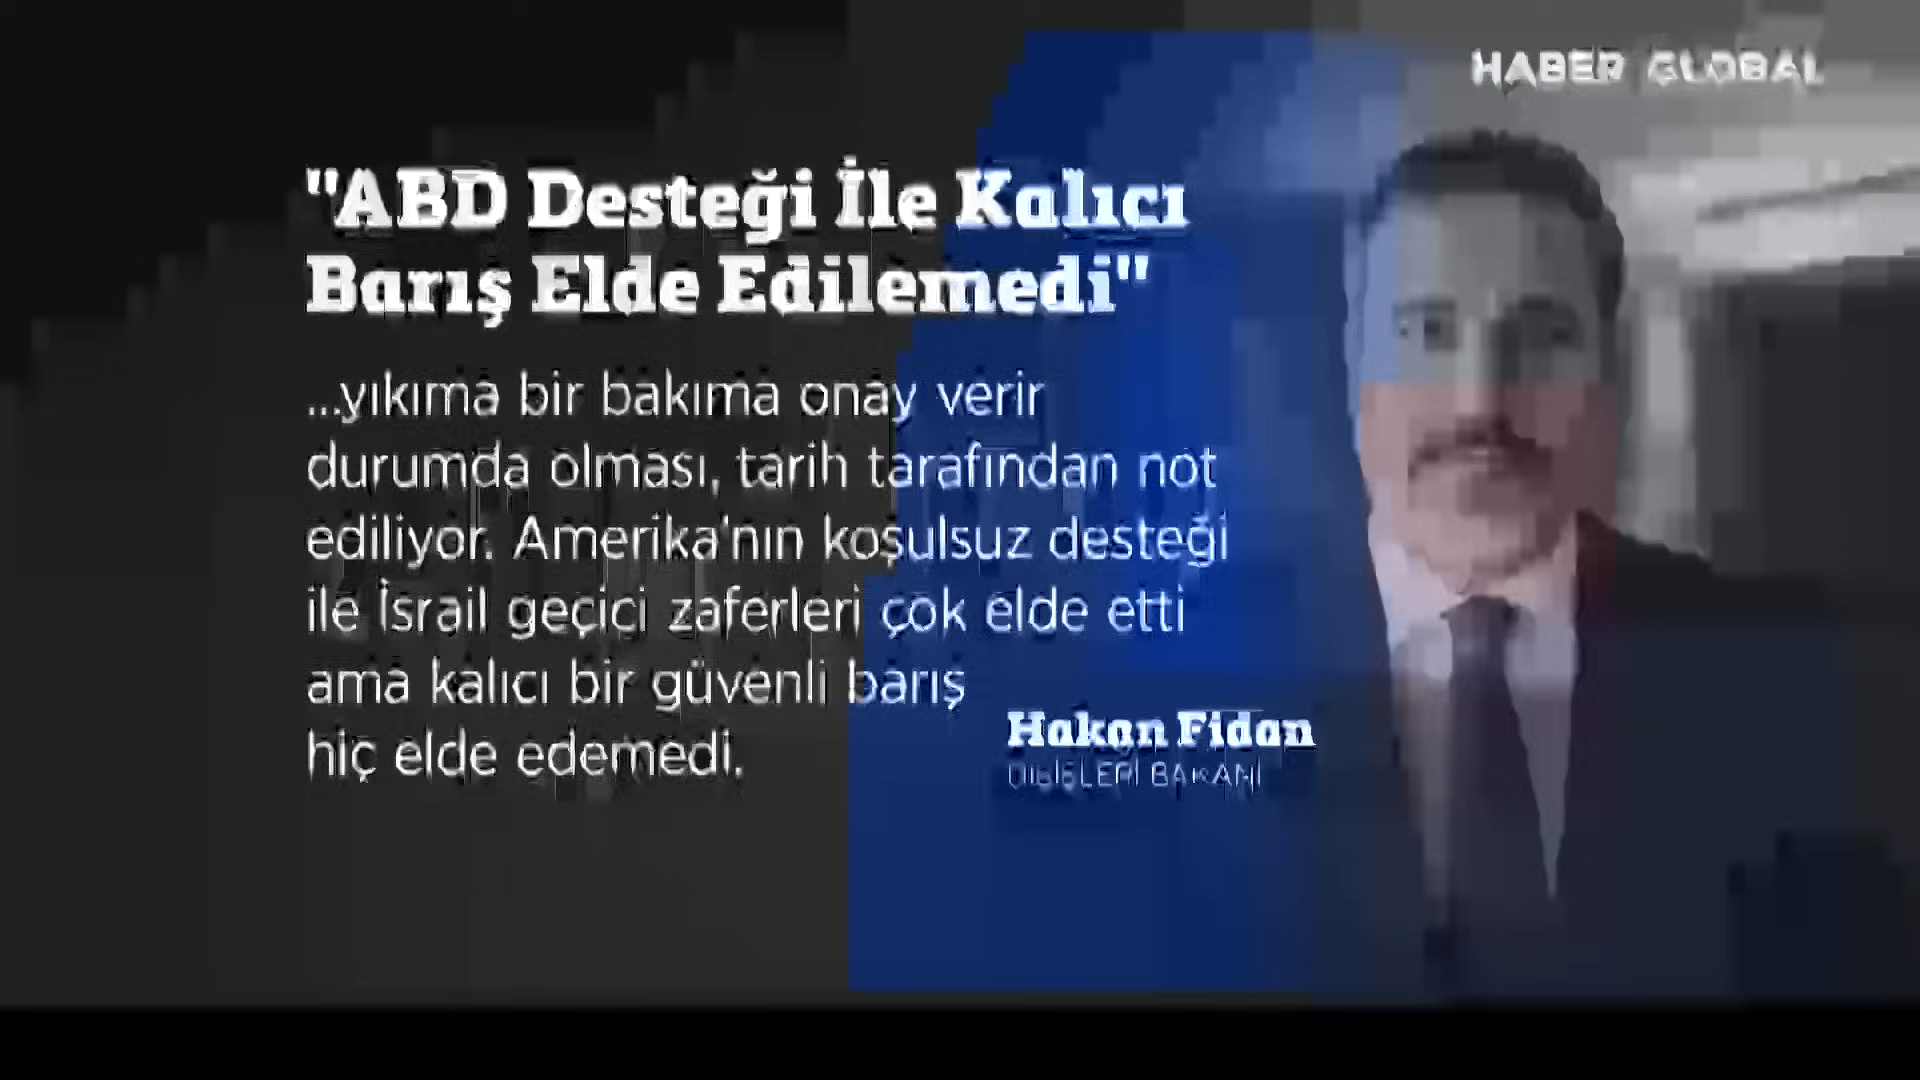 HABER GLOBAL
"ABD Desteği İle Kalıcı
Barış Elde Edilemedi"
...yıkıma bir bakıma onay verir
durumda olması, tarih tarafından not
ediliyor. Amerika'nın koşulsuz desteği
ile İsrail geçici zaferleri çok elde etti
ama kalıcı bir güvenli barış
hiç elde edemedi.
Hakan Fidan
DIŞİŞLERİ BAKANI